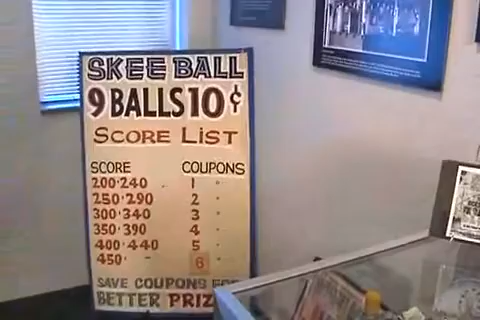 SKEE BALL
9 BALLS 10¢
SCORE LIST
SCORE COUPONS
200·240 1 "
250·290 2 "
300·340 3 "
350·390 4 "
400·440 5 "
450· 6 "
SAVE COUPONS FO
BETTER PRIZ